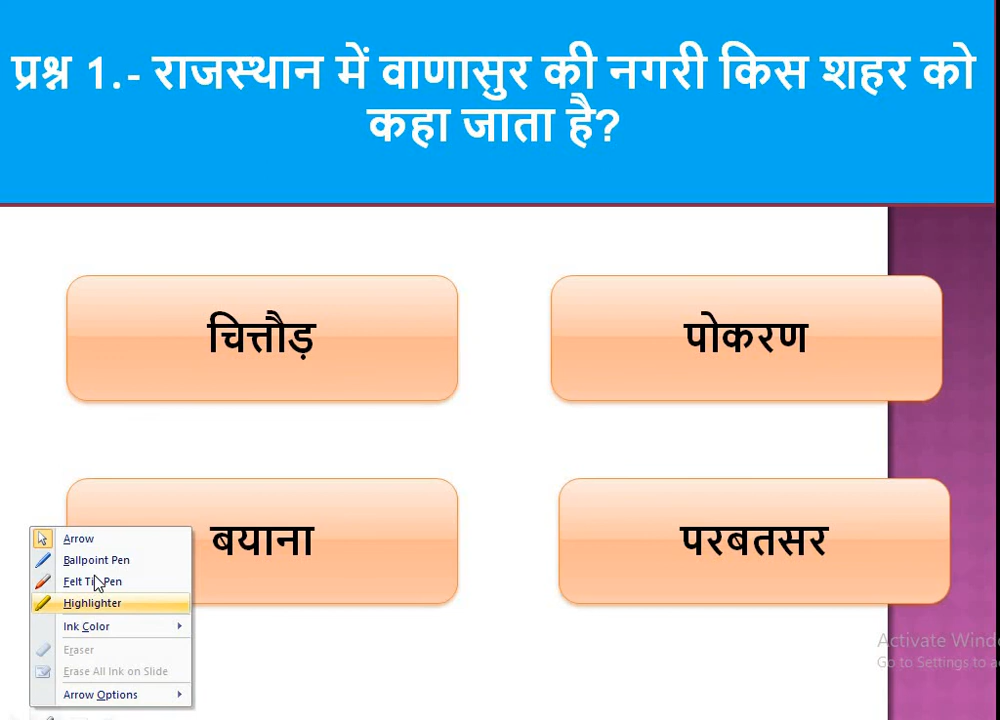 प्रश्न 1.- राजस्थान में वाणासुर की नगरी किस शहर को
कहा जाता है?
चित्तौड़
पोकरण
बयाना
परबतसर
Arrow
Ballpoint Pen
Felt Tip Pen
Highlighter
Ink Color
Eraser
Erase All Ink on Slide
Arrow Options
Activate Windo
Go to Settings to a